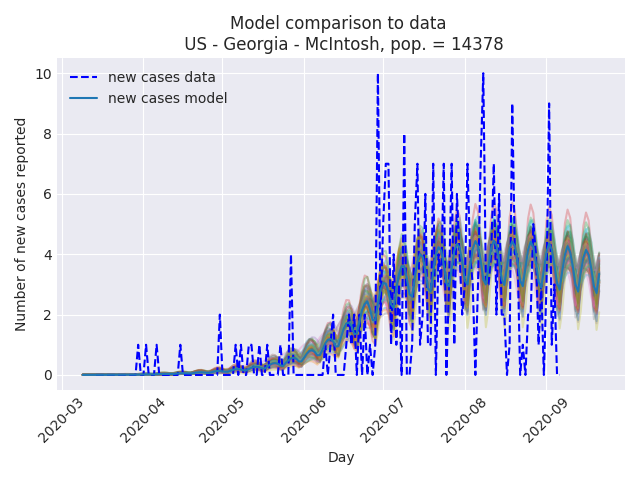 Model comparison to data
US - Georgia - McIntosh, pop. = 14378
new cases data
new cases model
Number of new cases reported
10
8
6
4
2
0
2020-03
2020-04
2020-05
2020-06
2020-07
2020-08
2020-09
Day